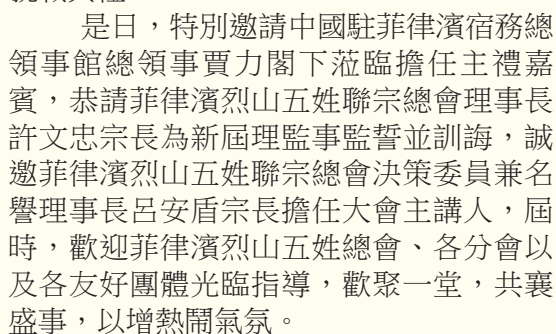 是日，特別邀請中國駐菲律濱宿務總
領事館總領事賈力閣下蒞臨擔任主禮嘉
賓，恭請菲律濱烈山五姓聯宗總會理事長
許文忠宗長為新屆理監事監誓並訓誨，誠
邀菲律濱烈山五姓聯宗總會決策委員兼名
譽理事長呂安盾宗長擔任大會主講人，屆
時，歡迎菲律濱烈山五姓總會、各分會以
及各友好團體光臨指導，歡聚一堂，共襄
盛事，以增熱鬧氣氛。